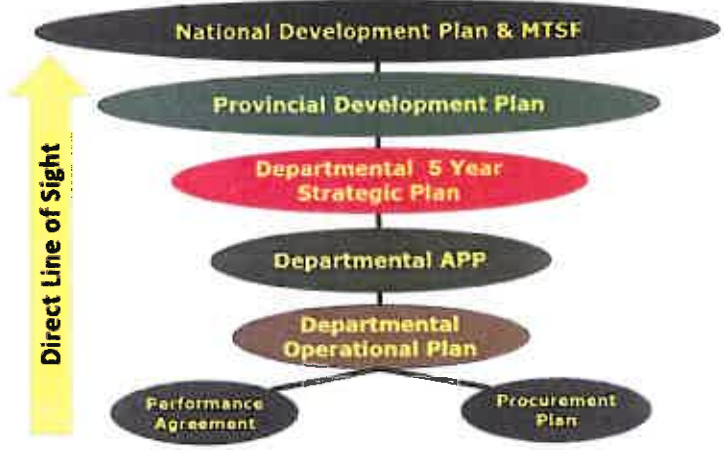 National Development Plan & MTSF
Provincial Development Plan
Departmental 5 Year
Strategic Plan
Departmental APP
Departmental
Operational Plan
Performance
Agreement
Procurement
Plan
Direct Line of Sight